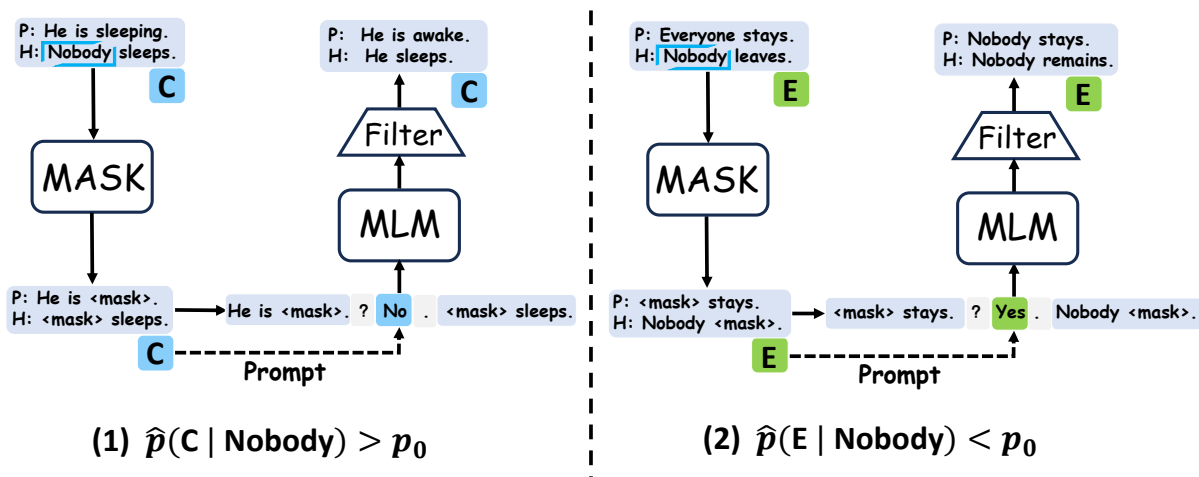 P: He is sleeping.
H: Nobody sleeps.
C
MASK
P: He is <mask>.
H: <mask> sleeps.
C
He is <mask>. ? No . <mask> sleeps.
Prompt
MLM
Filter
P: He is awake.
H: He sleeps.
C
(1) p̂(C | Nobody) > p₀
P: Everyone stays.
H: Nobody leaves.
E
MASK
P: <mask> stays.
H: Nobody <mask>.
E
<mask> stays. ? Yes . Nobody <mask>.
Prompt
MLM
Filter
P: Nobody stays.
H: Nobody remains.
E
(2) p̂(E | Nobody) < p₀